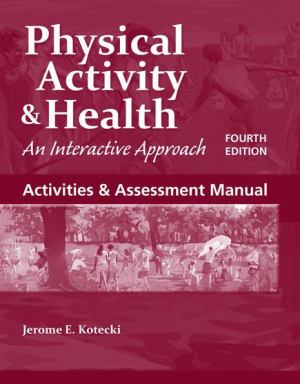 Physical
Activity
& Health
An Interactive Approach
FOURTH
EDITION
Activities & Assessment Manual
Jerome E. Kotecki